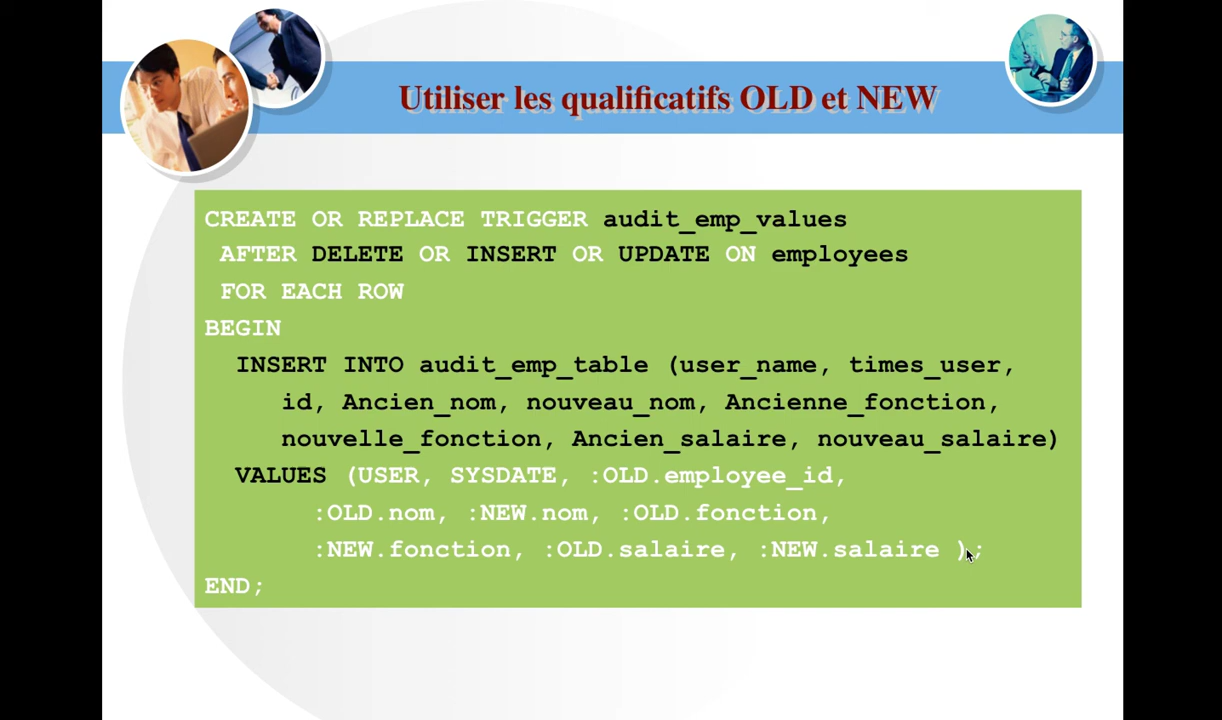 Utiliser les qualificatifs OLD et NEW
CREATE OR REPLACE TRIGGER audit_emp_values
AFTER DELETE OR INSERT OR UPDATE ON employees
FOR EACH ROW
BEGIN
INSERT INTO audit_emp_table (user_name, times_user,
id, Ancien_nom, nouveau_nom, Ancienne_fonction,
nouvelle_fonction, Ancien_salaire, nouveau_salaire)
VALUES (USER, SYSDATE, :OLD.employee_id,
:OLD.nom, :NEW.nom, :OLD.fonction,
:NEW.fonction, :OLD.salaire, :NEW.salaire );
END;